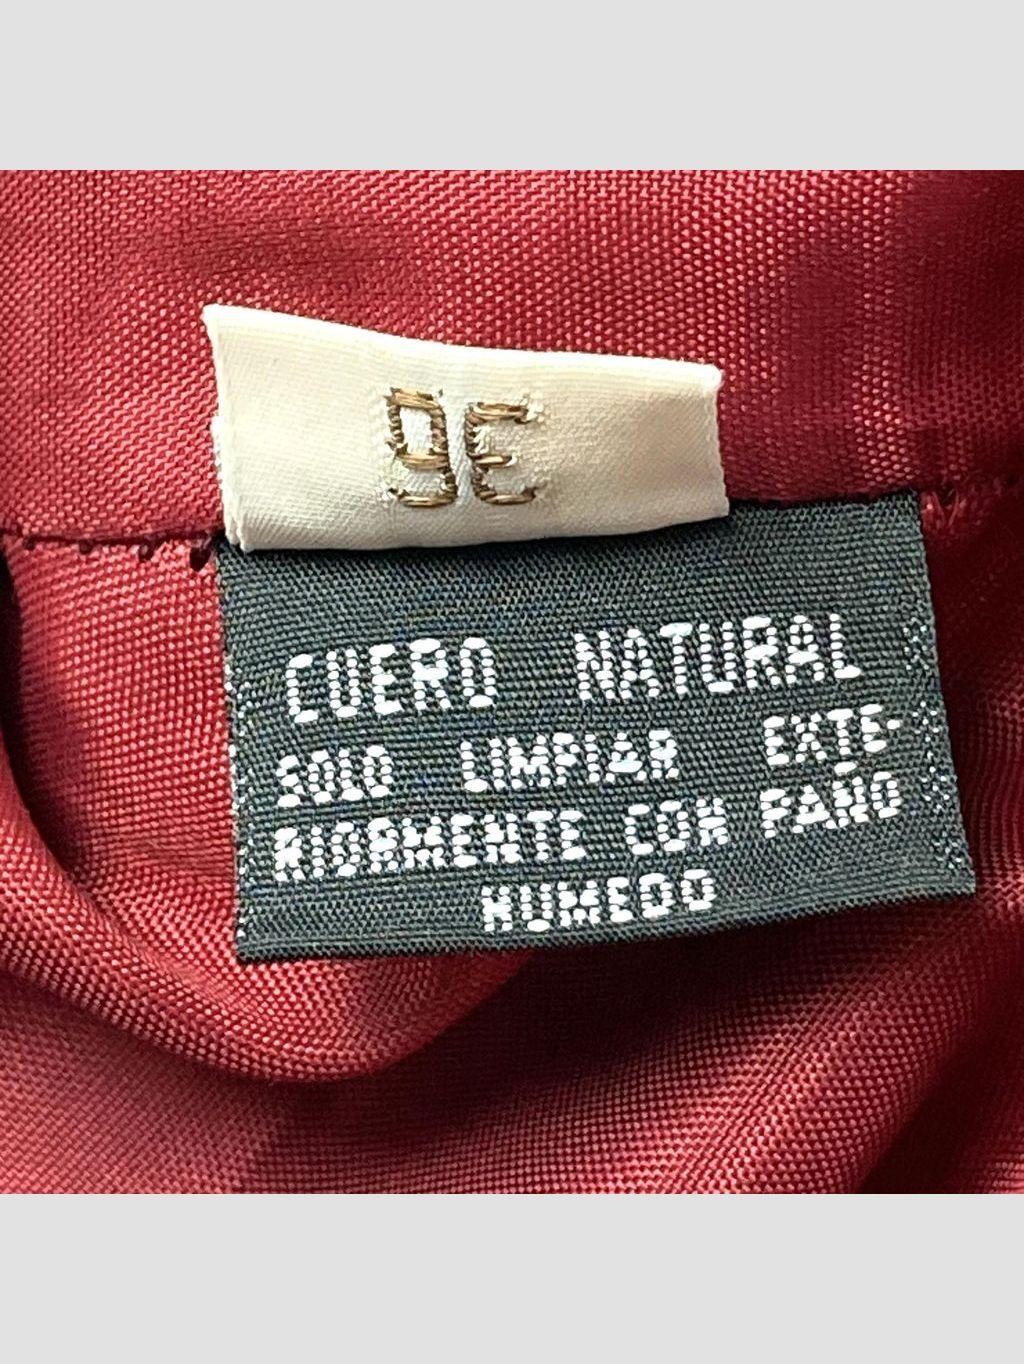 36
CUERO NATURAL
SOLO LIMPIAR EXTE-
RIORMENTE CON PAÑO
HUMEDO